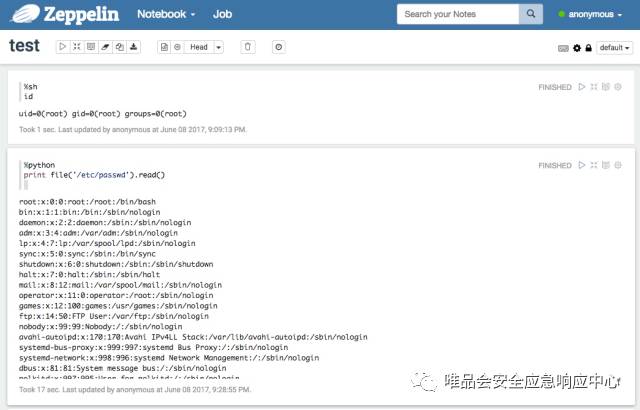 Zeppelin Notebook Job Search your Notes anonymous
test Head default
%sh FINISHED
id
uid=0(root) gid=0(root) groups=0(root)
Took 1 sec. Last updated by anonymous at June 08 2017, 9:09:13 PM.
%python FINISHED
print file('/etc/passwd').read()
root:x:0:0:root:/root:/bin/bash
bin:x:1:1:bin:/bin:/sbin/nologin
daemon:x:2:2:daemon:/sbin:/sbin/nologin
adm:x:3:4:adm:/var/adm:/sbin/nologin
lp:x:4:7:lp:/var/spool/lpd:/sbin/nologin
sync:x:5:0:sync:/sbin:/bin/sync
shutdown:x:6:0:shutdown:/sbin:/sbin/shutdown
halt:x:7:0:halt:/sbin:/sbin/halt
mail:x:8:12:mail:/var/spool/mail:/sbin/nologin
operator:x:11:0:operator:/root:/sbin/nologin
games:x:12:100:games:/usr/games:/sbin/nologin
ftp:x:14:50:FTP User:/var/ftp:/sbin/nologin
nobody:x:99:99:Nobody:/:/sbin/nologin
avahi-autoipd:x:170:170:Avahi IPv4LL Stack:/var/lib/avahi-autoipd:/sbin/nologin
systemd-bus-proxy:x:999:997:systemd Bus Proxy:/:/sbin/nologin
systemd-network:x:998:996:systemd Network Management:/:/sbin/nologin
dbus:x:81:81:System message bus:/:/sbin/nologin
polkitd:x:997:995:User for polkitd:/:/sbin/nologin
Took 17 sec. Last updated by anonymous at June 08 2017, 9:28:55 PM.
唯品会安全应急响应中心